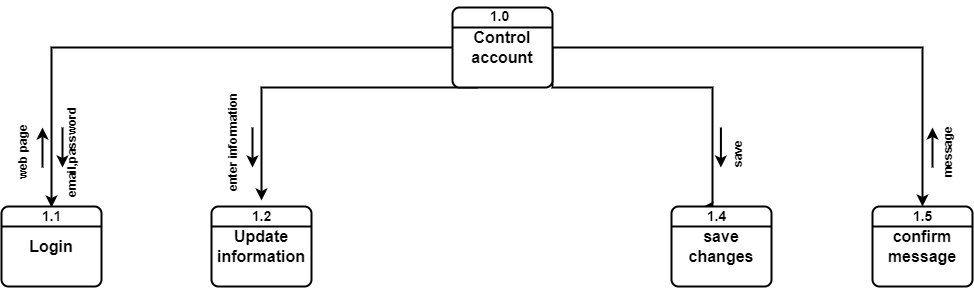 1.0
Control
account
web page
email,password
enter information
save
message
1.1
Login
1.2
Update
information
1.4
save
changes
1.5
confirm
message